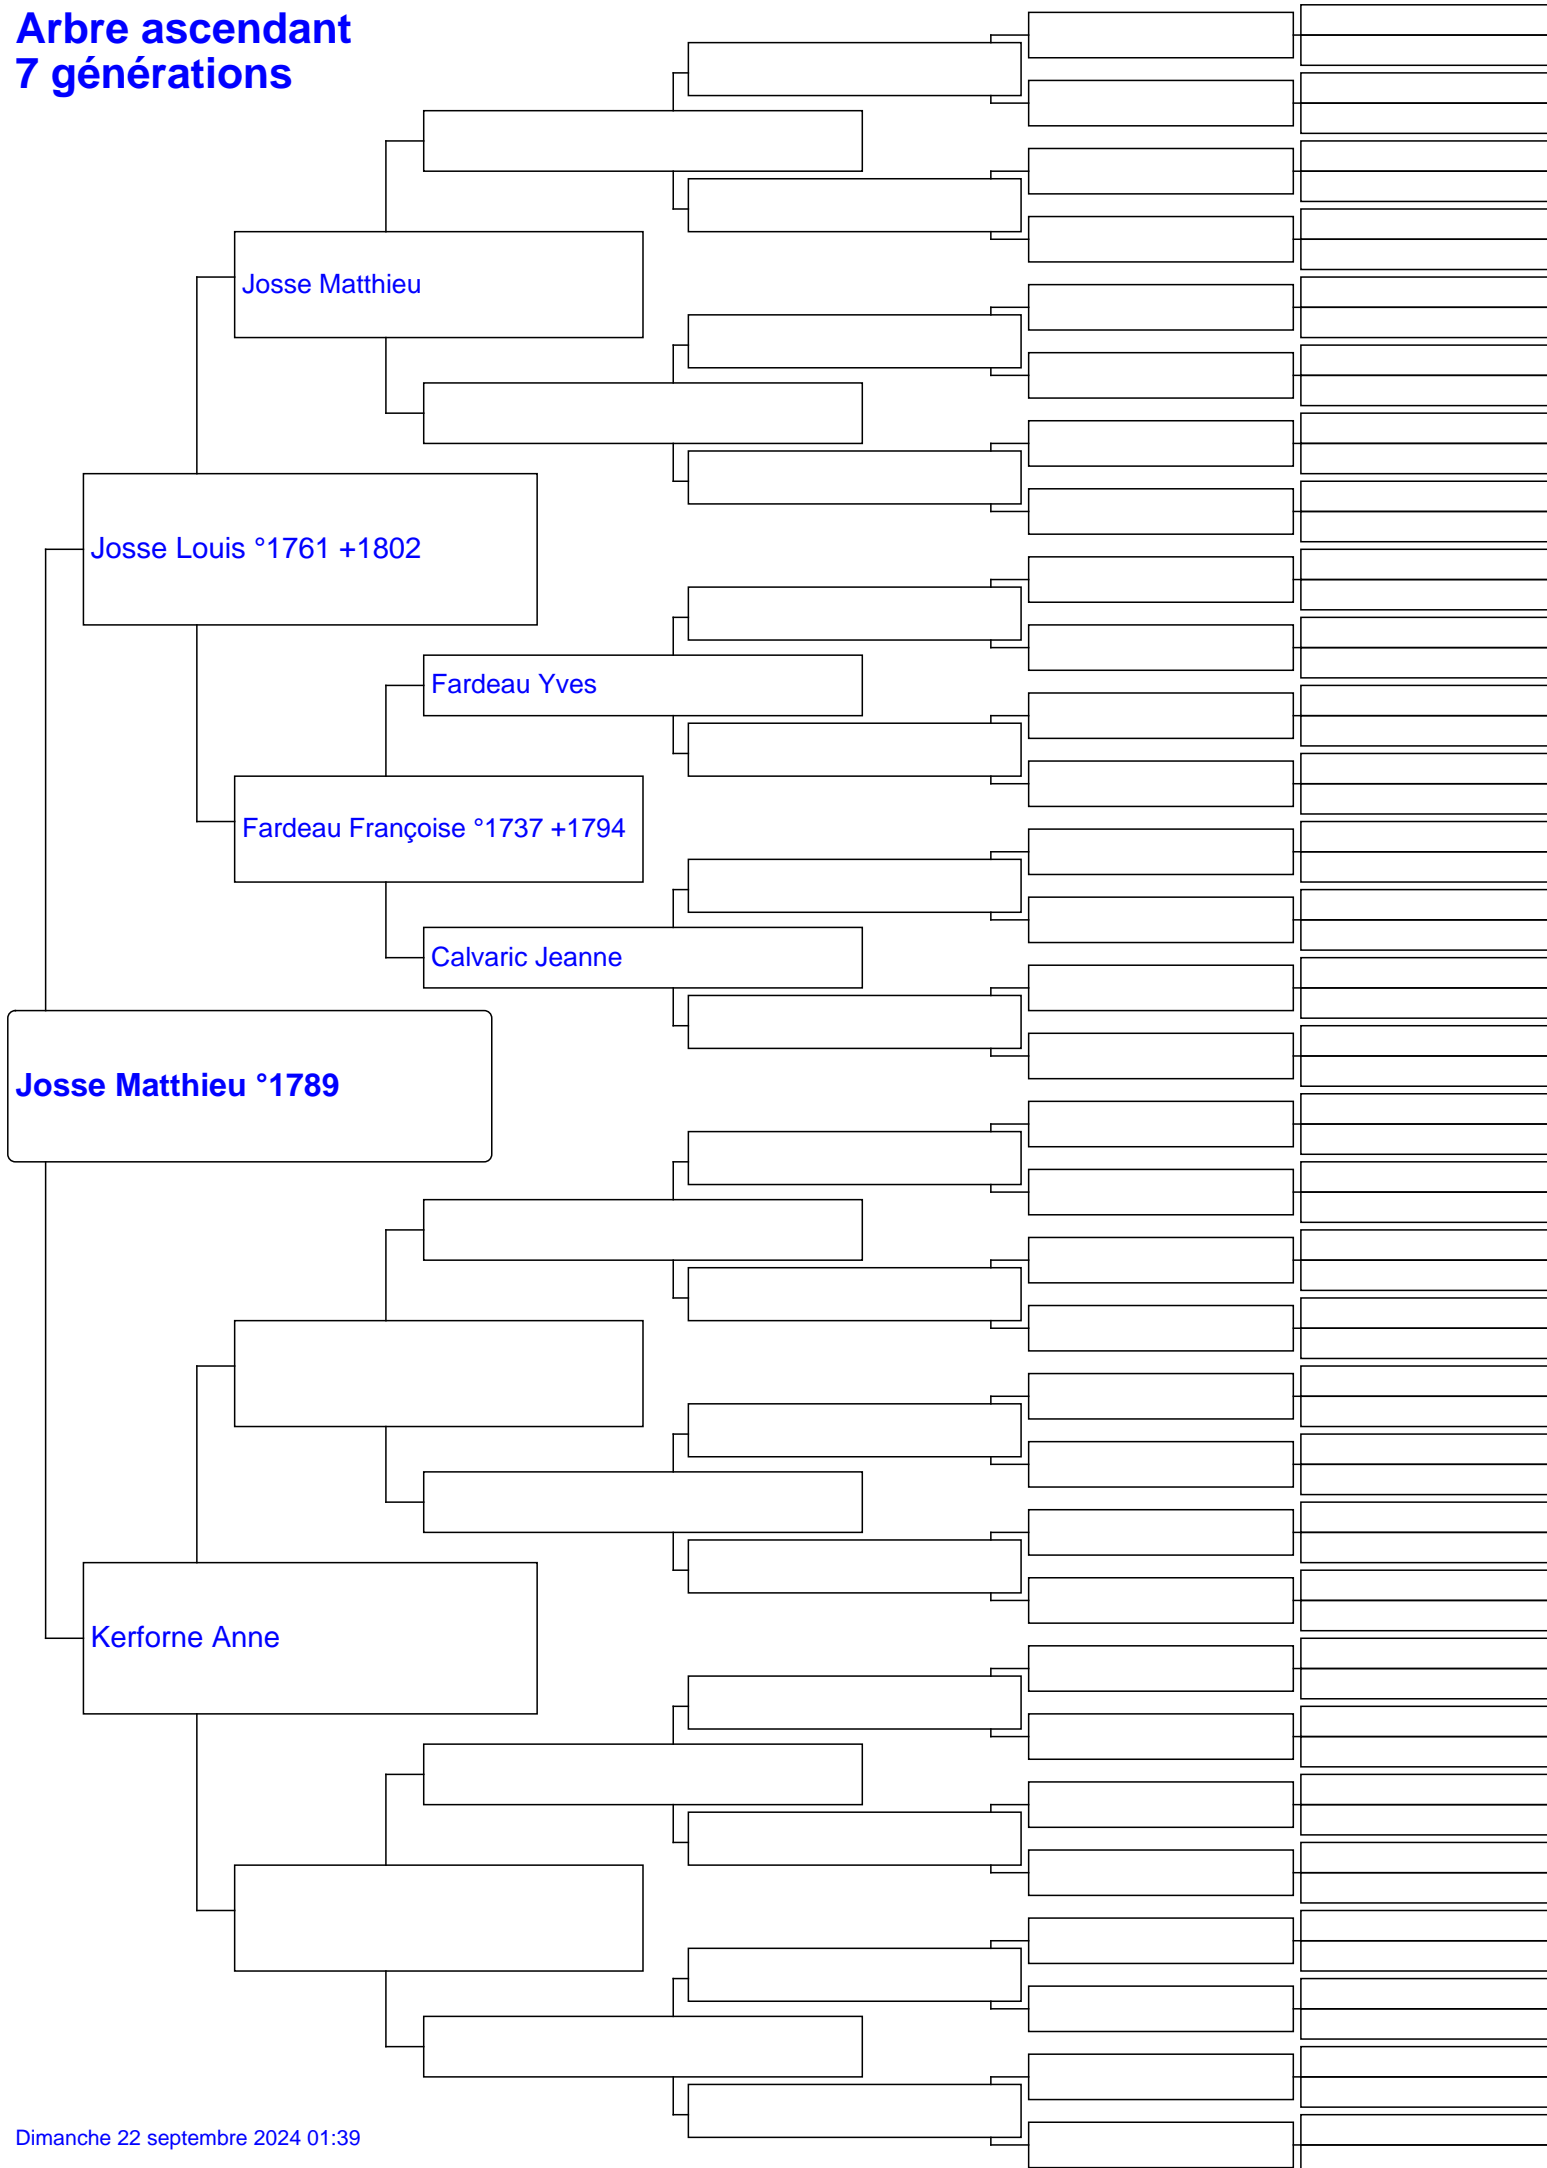 Arbre ascendant
7 générations
Josse Matthieu
Josse Louis °1761 +1802
Fardeau Yves
Fardeau Françoise °1737 +1794
Calvaric Jeanne
Josse Matthieu °1789
Kerforne Anne
Dimanche 22 septembre 2024 01:39